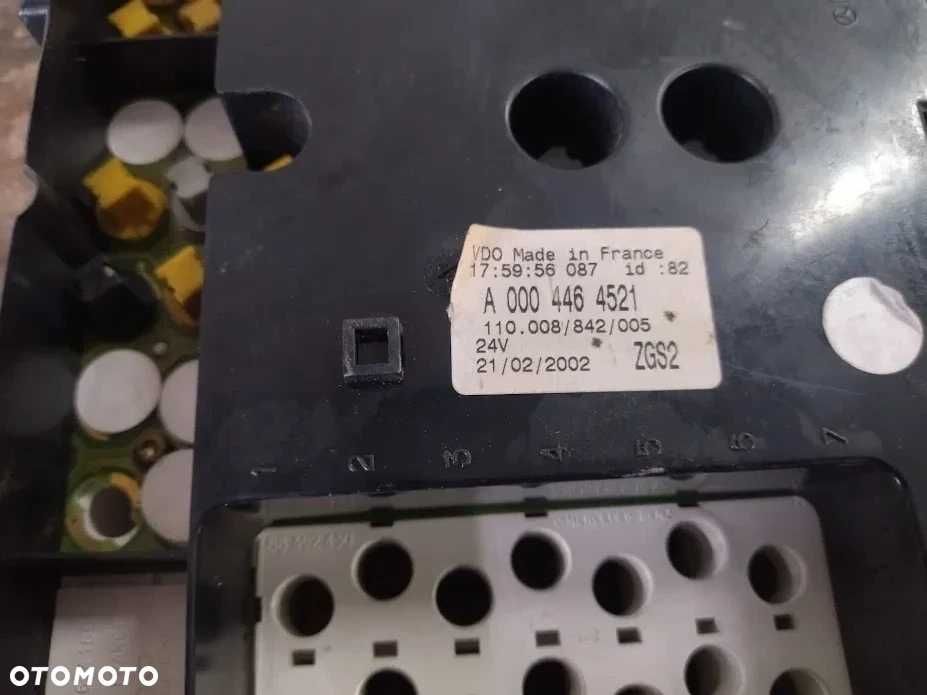 VDO Made in France
17:59:56 087 id :82
A 000 446 4521
110.008/842/005
24V
21/02/2002 ZGS2
1 2 3 4 5 6 7
OTOMOTO